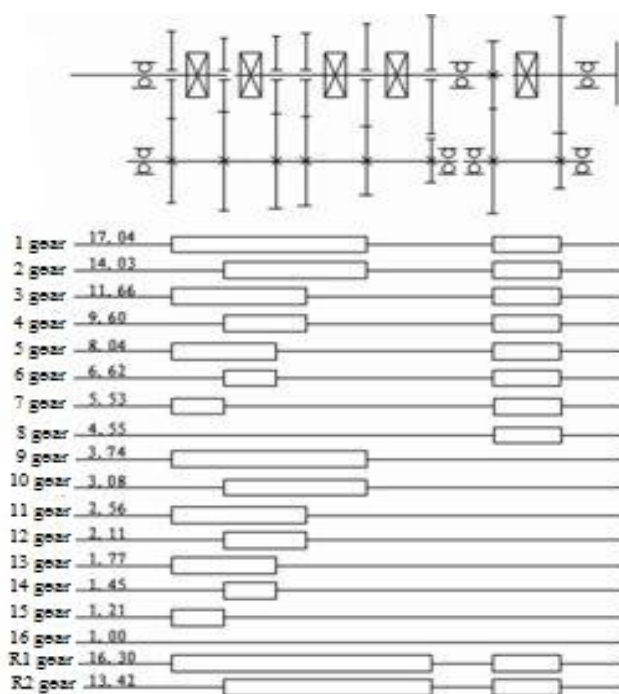 1 gear 17, 04
2 gear 14, 03
3 gear 11, 66
4 gear 9, 60
5 gear 8, 04
6 gear 6, 62
7 gear 5, 53
8 gear 4, 55
9 gear 3, 74
10 gear 3, 08
11 gear 2, 56
12 gear 2, 11
13 gear 1, 77
14 gear 1, 45
15 gear 1, 21
16 gear 1, 00
R1 gear 16, 30
R2 gear 13, 42